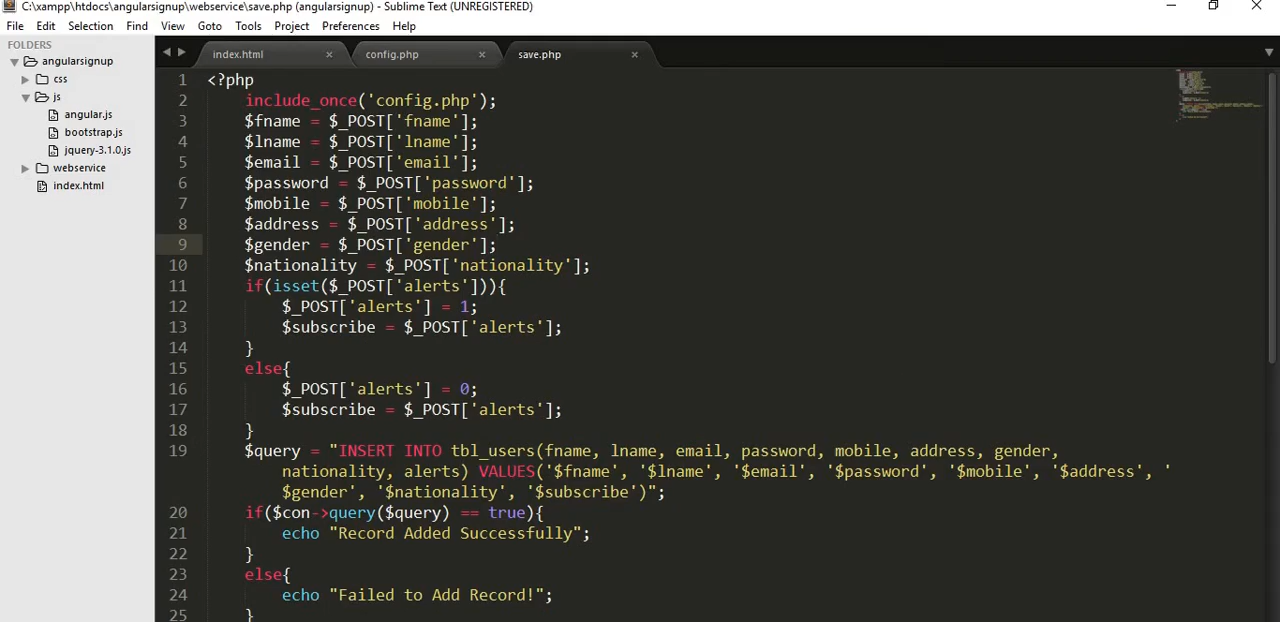 C:\xampp\htdocs\angularsignup\webservice\save.php (angularsignup) - Sublime Text (UNREGISTERED)
File Edit Selection Find View Goto Tools Project Preferences Help
FOLDERS
angularsignup
css
js
angular.js
bootstrap.js
jquery-3.1.0.js
webservice
index.html
index.html × config.php × save.php ×
1 <?php
2 include_once('config.php');
3 $fname = $_POST['fname'];
4 $lname = $_POST['lname'];
5 $email = $_POST['email'];
6 $password = $_POST['password'];
7 $mobile = $_POST['mobile'];
8 $address = $_POST['address'];
9 $gender = $_POST['gender'];
10 $nationality = $_POST['nationality'];
11 if(isset($_POST['alerts'])){
12 $_POST['alerts'] = 1;
13 $subscribe = $_POST['alerts'];
14 }
15 else{
16 $_POST['alerts'] = 0;
17 $subscribe = $_POST['alerts'];
18 }
19 $query = "INSERT INTO tbl_users(fname, lname, email, password, mobile, address, gender,
nationality, alerts) VALUES('$fname', '$lname', '$email', '$password', '$mobile', '$address', '
$gender', '$nationality', '$subscribe')";
20 if($con->query($query) == true){
21 echo "Record Added Successfully";
22 }
23 else{
24 echo "Failed to Add Record!";
25 }